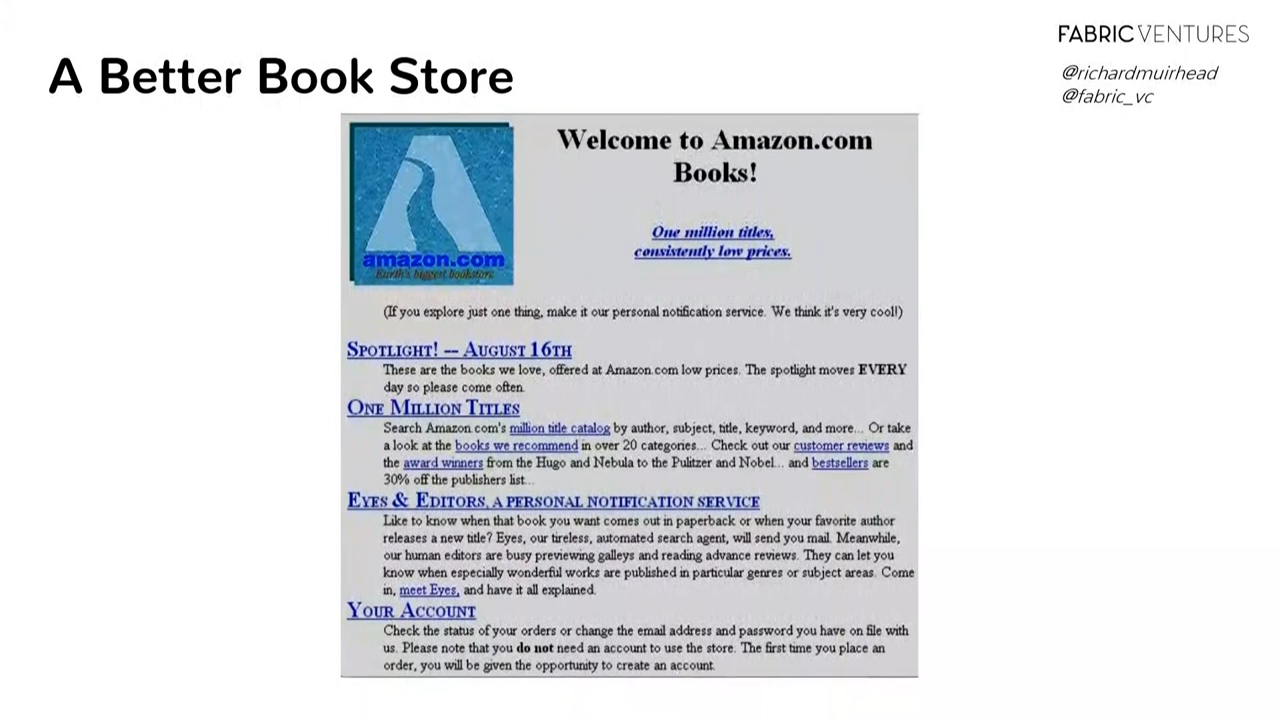 A Better Book Store
FABRIC VENTURES
@richardmuirhead
@fabric_vc
Welcome to Amazon.com
Books!
One million titles,
consistently low prices.
amazon.com
Earth's biggest bookstore
(If you explore just one thing, make it our personal notification service. We think it's very cool!)
SPOTLIGHT! -- AUGUST 16TH
These are the books we love, offered at Amazon.com low prices. The spotlight moves EVERY
day so please come often.
ONE MILLION TITLES
Search Amazon.com's million title catalog by author, subject, title, keyword, and more... Or take
a look at the books we recommend in over 20 categories... Check out our customer reviews and
the award winners from the Hugo and Nebula to the Pulitzer and Nobel... and bestsellers are
30% off the publishers list...
EYES & EDITORS, A PERSONAL NOTIFICATION SERVICE
Like to know when that book you want comes out in paperback or when your favorite author
releases a new title? Eyes, our tireless, automated search agent, will send you mail. Meanwhile,
our human editors are busy previewing galleys and reading advance reviews. They can let you
know when especially wonderful works are published in particular genres or subject areas. Come
in, meet Eyes, and have it all explained.
YOUR ACCOUNT
Check the status of your orders or change the email address and password you have on file with
us. Please note that you do not need an account to use the store. The first time you place an
order, you will be given the opportunity to create an account.